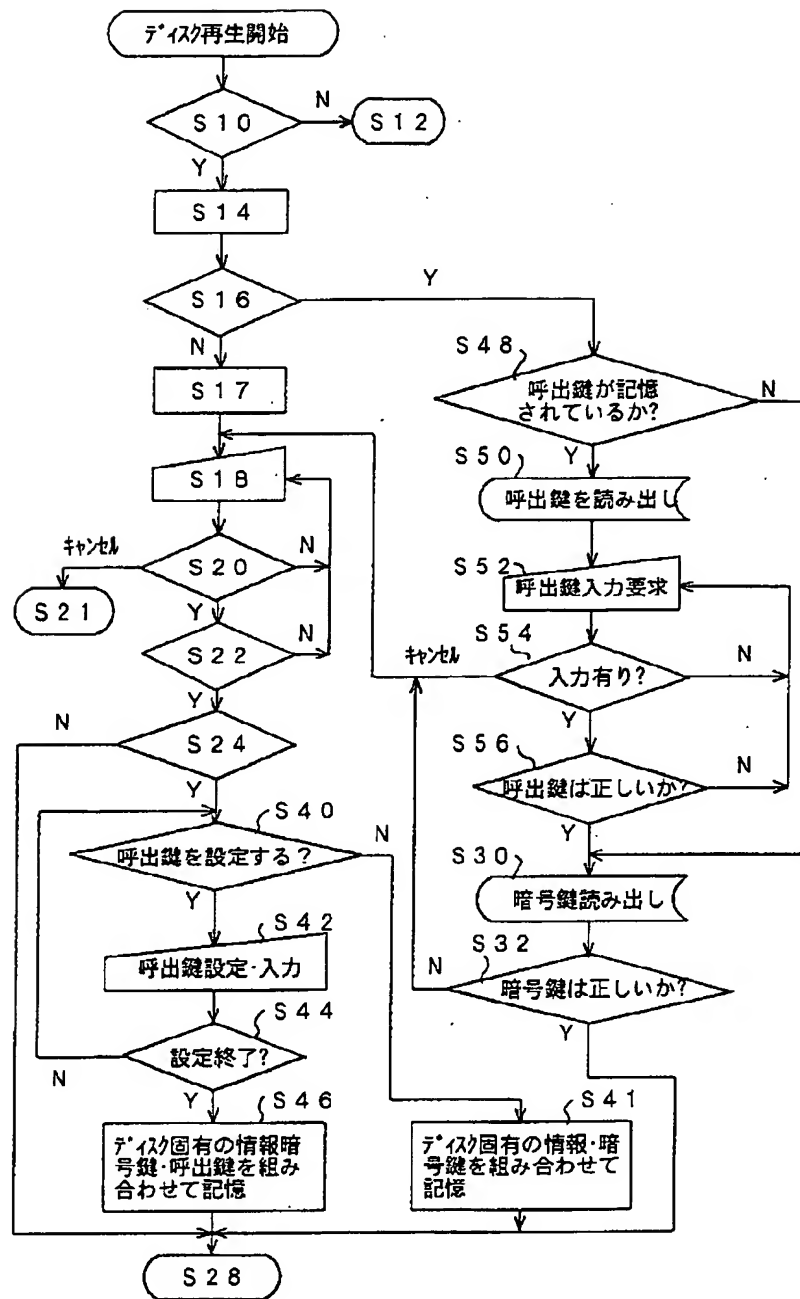 ディスク再生開始
S10
N
S12
Y
S14
S16
Y
N
S17
S18
キャンセル
S20
N
S21
Y
S22
N
Y
N
S24
Y
S40
呼出鍵を設定する?
N
Y
S42
呼出鍵設定・入力
S44
設定終了?
N
Y
S46
ディスク固有の情報暗
号鍵・呼出鍵を組み
合わせて記憶
S28
S48
呼出鍵が記憶
されているか?
N
Y
S50
呼出鍵を読み出し
S52
呼出鍵入力要求
S54
キャンセル
入力有り?
N
Y
S56
呼出鍵は正しいか?
N
Y
S30
暗号鍵読み出し
S32
N
暗号鍵は正しいか?
Y
S41
ディスク固有の情報・暗
号鍵を組み合わせて
記憶